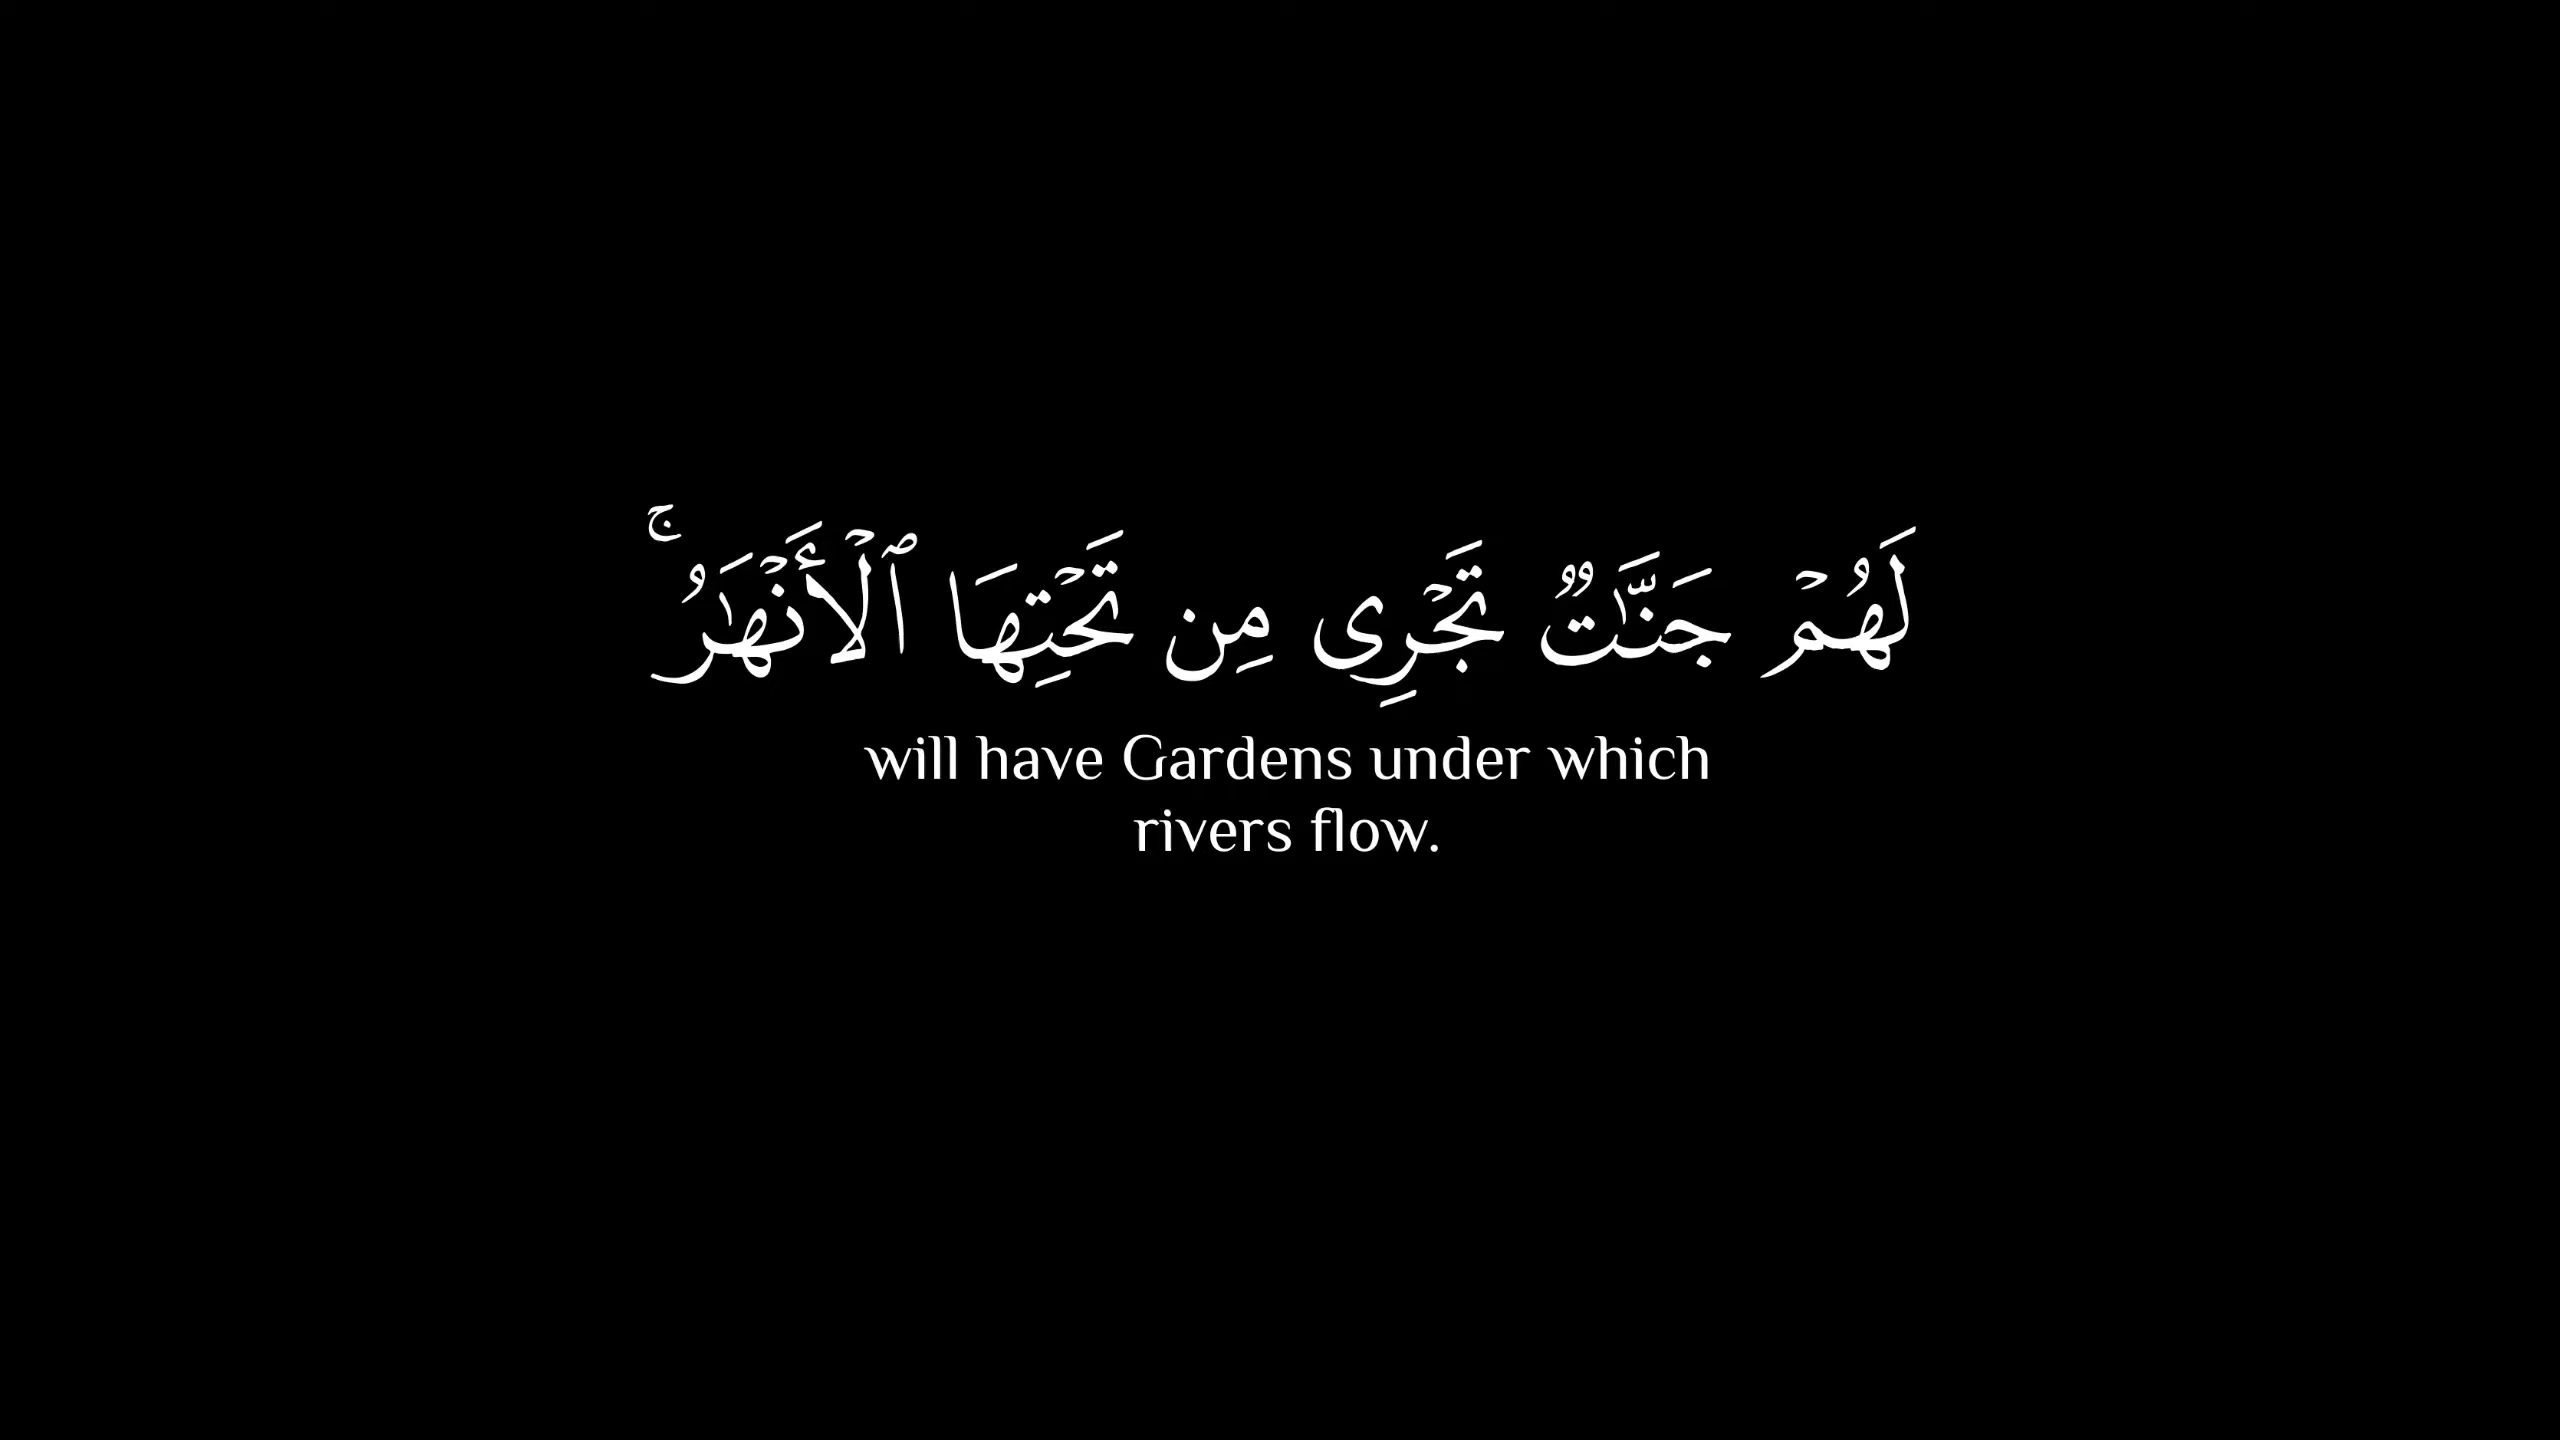 لَهُمۡ جَنَّٰتٌ تَجۡرِى مِن تَحۡتِهَا ٱلۡأَنۡهَٰرُۚ
will have Gardens under which
rivers flow.